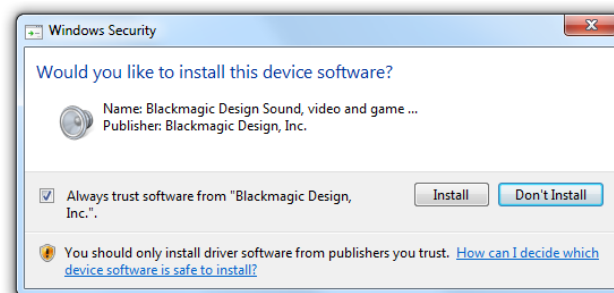 Windows Security
Would you like to install this device software?
Name: Blackmagic Design Sound, video and game ...
Publisher: Blackmagic Design, Inc.
Always trust software from "Blackmagic Design,
Inc.".
Install
Don't Install
You should only install driver software from publishers you trust. How can I decide which
device software is safe to install?